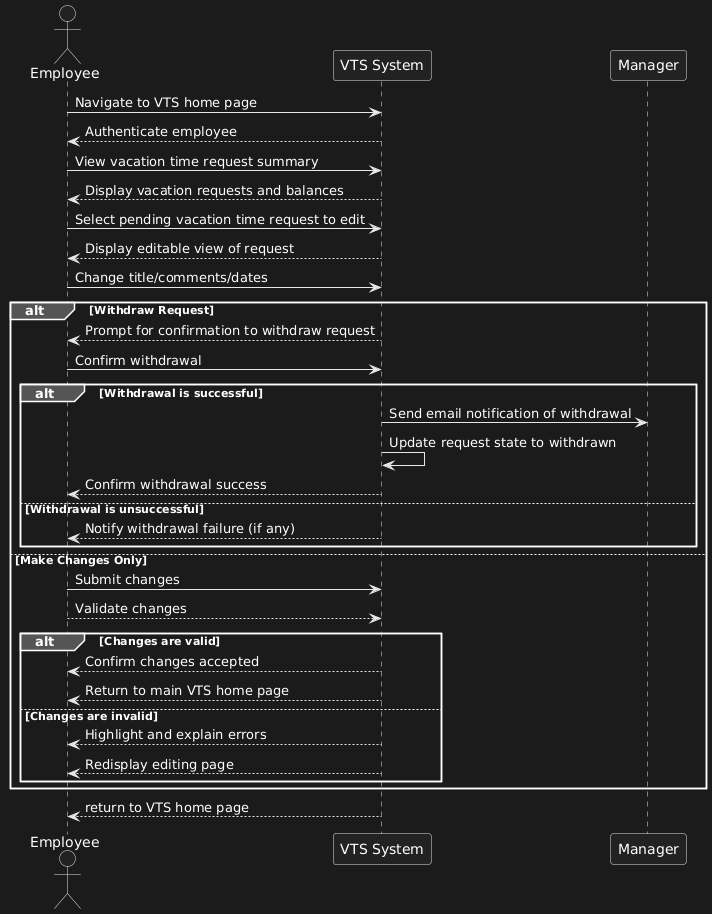 Employee
VTS System
Manager
Navigate to VTS home page
Authenticate employee
View vacation time request summary
Display vacation requests and balances
Select pending vacation time request to edit
Display editable view of request
Change title/comments/dates
alt [Withdraw Request]
Prompt for confirmation to withdraw request
Confirm withdrawal
alt [Withdrawal is successful]
Send email notification of withdrawal
Update request state to withdrawn
Confirm withdrawal success
[Withdrawal is unsuccessful]
Notify withdrawal failure (if any)
[Make Changes Only]
Submit changes
Validate changes
alt [Changes are valid]
Confirm changes accepted
Return to main VTS home page
[Changes are invalid]
Highlight and explain errors
Redisplay editing page
return to VTS home page
Employee
VTS System
Manager